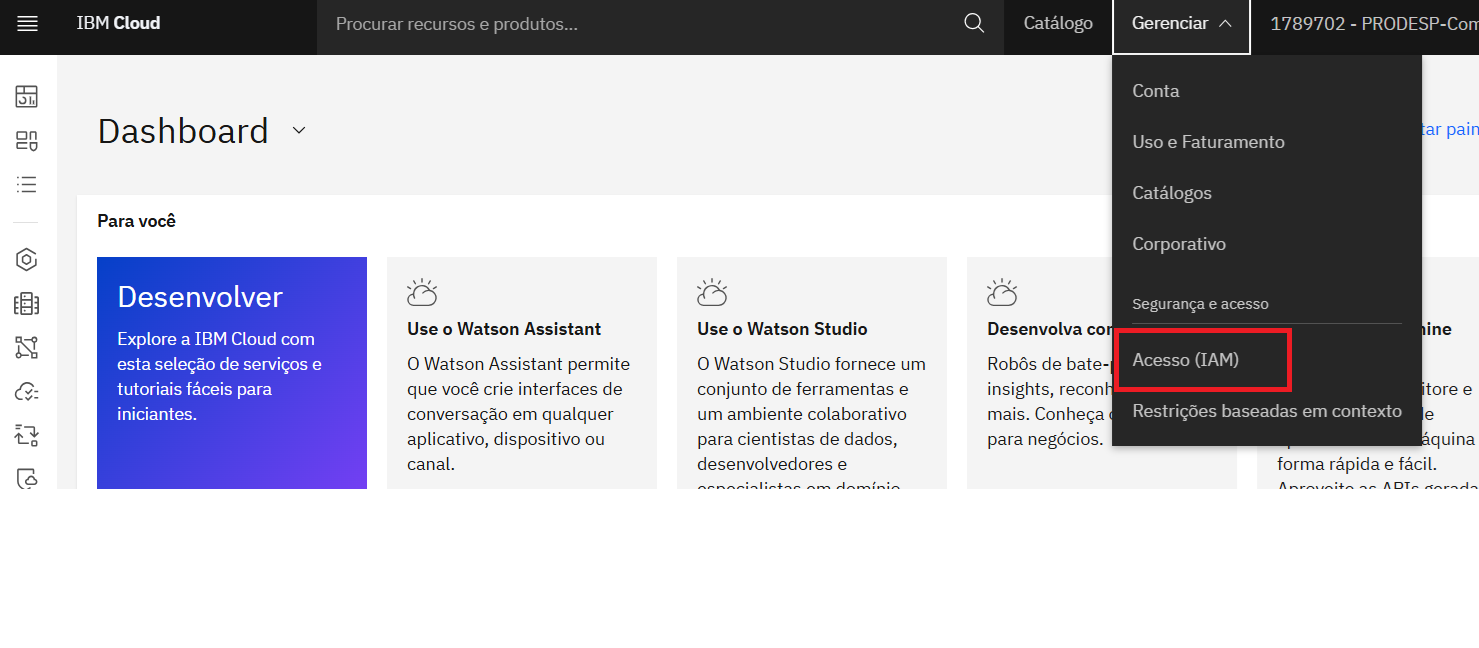 IBM Cloud
Procurar recursos e produtos...
Catálogo
Gerenciar
1789702 - PRODESP-Com
Conta
Uso e Faturamento
Catálogos
Corporativo
Segurança e acesso
Acesso (IAM)
Restrições baseadas em contexto
Dashboard
tar pain
Para você
Desenvolver
Explore a IBM Cloud com
esta seleção de serviços e
tutoriais fáceis para
iniciantes.
Use o Watson Assistant
O Watson Assistant permite
que você crie interfaces de
conversação em qualquer
aplicativo, dispositivo ou
canal.
Use o Watson Studio
O Watson Studio fornece um
conjunto de ferramentas e
um ambiente colaborativo
para cientistas de dados,
desenvolvedores e
especialistas em domínio
Desenvolva con
Robôs de bate-p
insights, reconh
mais. Conheça
para negócios.
ine
itore e
de
áquina
forma rápida e fácil.
Aproveite as APIs gerada